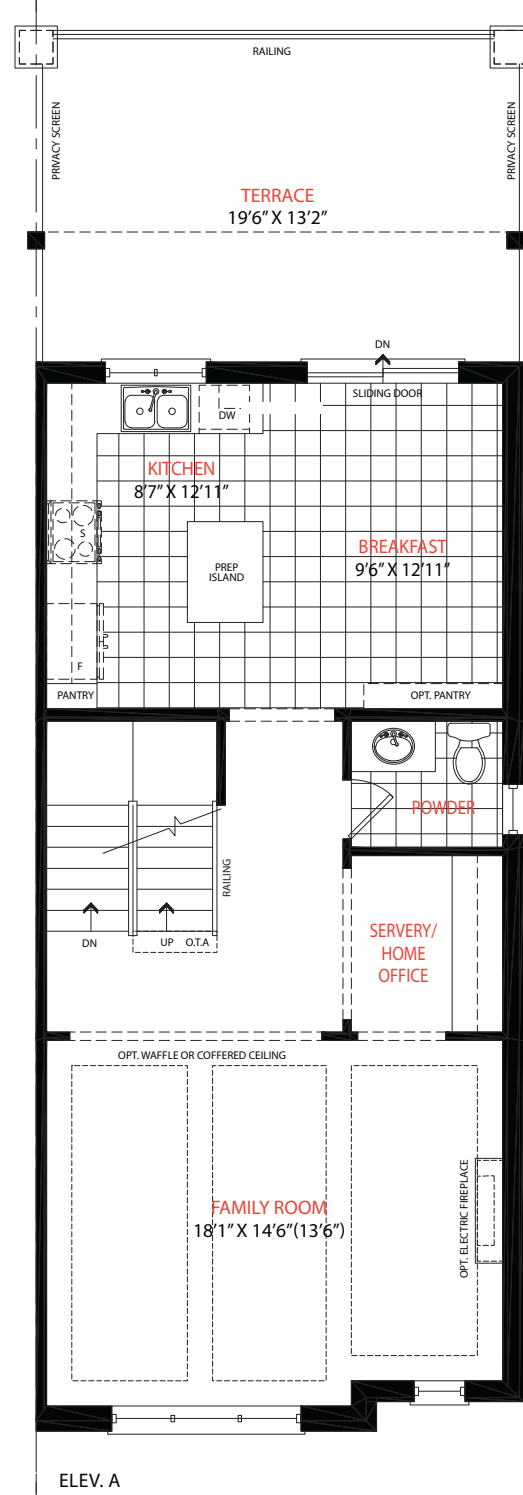 RAILING
PRIVACY SCREEN
PRIVACY SCREEN
TERRACE
19'6" X 13'2"
DN
SLIDING DOOR
DW
KITCHEN
8'7" X 12'11"
S
BREAKFAST
9'6" X 12'11"
PREP
ISLAND
F
PANTRY
OPT. PANTRY
POWDER
RAILING
DN
UP
O.T.A
SERVERY/
HOME
OFFICE
OPT. WAFFLE OR COFFERED CEILING
OPT. ELECTRIC FIREPLACE
FAMILY ROOM
18'1" X 14'6"(13'6")
ELEV. A